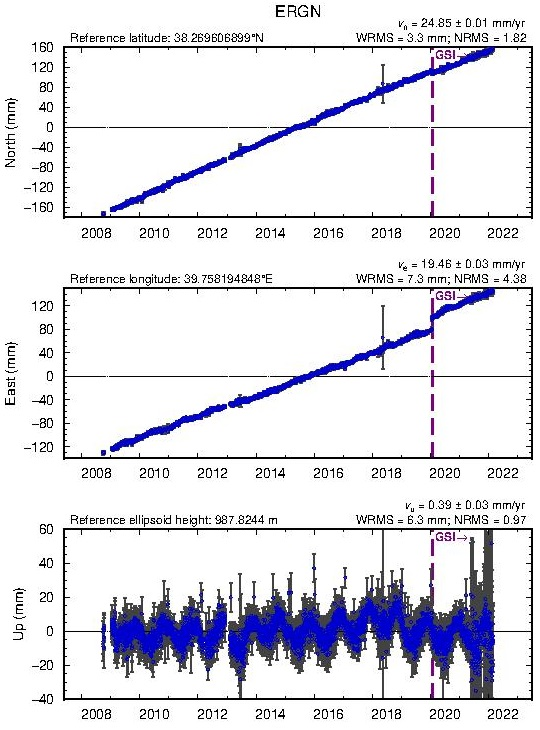 ERGN
vₙ = 24.85 ± 0.01 mm/yr
Reference latitude: 38.269606899°N WRMS = 3.3 mm; NRMS = 1.82
160
120
80
40
0
−40
−80
−120
−160
North (mm)
GSI→
2008 2010 2012 2014 2016 2018 2020 2022
vₑ = 19.46 ± 0.03 mm/yr
Reference longitude: 39.758194848°E WRMS = 7.3 mm; NRMS = 4.38
120
80
40
0
−40
−80
−120
East (mm)
GSI→
2008 2010 2012 2014 2016 2018 2020 2022
vᵤ = 0.39 ± 0.03 mm/yr
Reference ellipsoid height: 987.8244 m WRMS = 6.3 mm; NRMS = 0.97
60
40
20
0
−20
−40
Up (mm)
GSI→
2008 2010 2012 2014 2016 2018 2020 2022